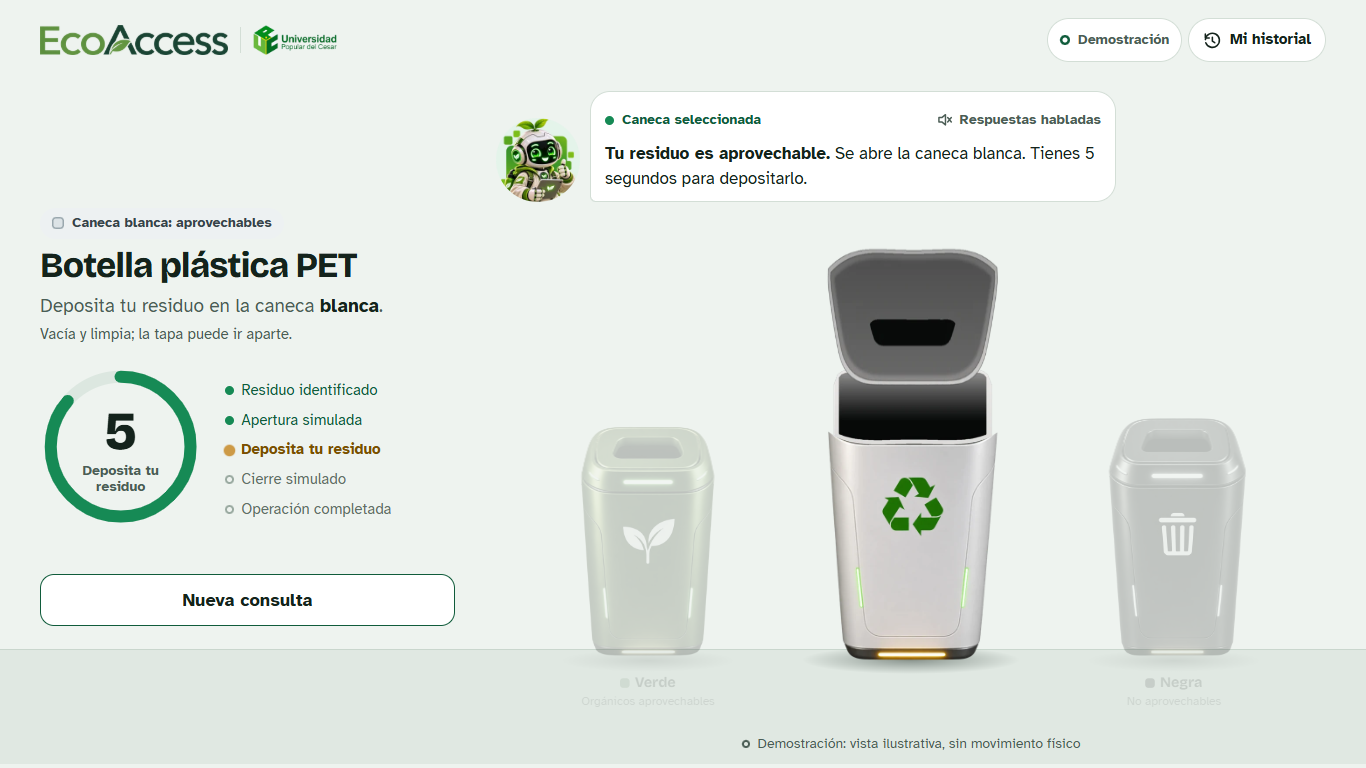 EcoAccess
Universidad
Popular del Cesar
Demostración
Mi historial
Caneca seleccionada
Respuestas habladas
Tu residuo es aprovechable. Se abre la caneca blanca. Tienes 5
segundos para depositarlo.
Caneca blanca: aprovechables
Botella plástica PET
Deposita tu residuo en la caneca blanca.
Vacía y limpia; la tapa puede ir aparte.
5
Deposita tu
residuo
Residuo identificado
Apertura simulada
Deposita tu residuo
Cierre simulado
Operación completada
Nueva consulta
Verde
Orgánicos aprovechables
Negra
No aprovechables
Demostración: vista ilustrativa, sin movimiento físico